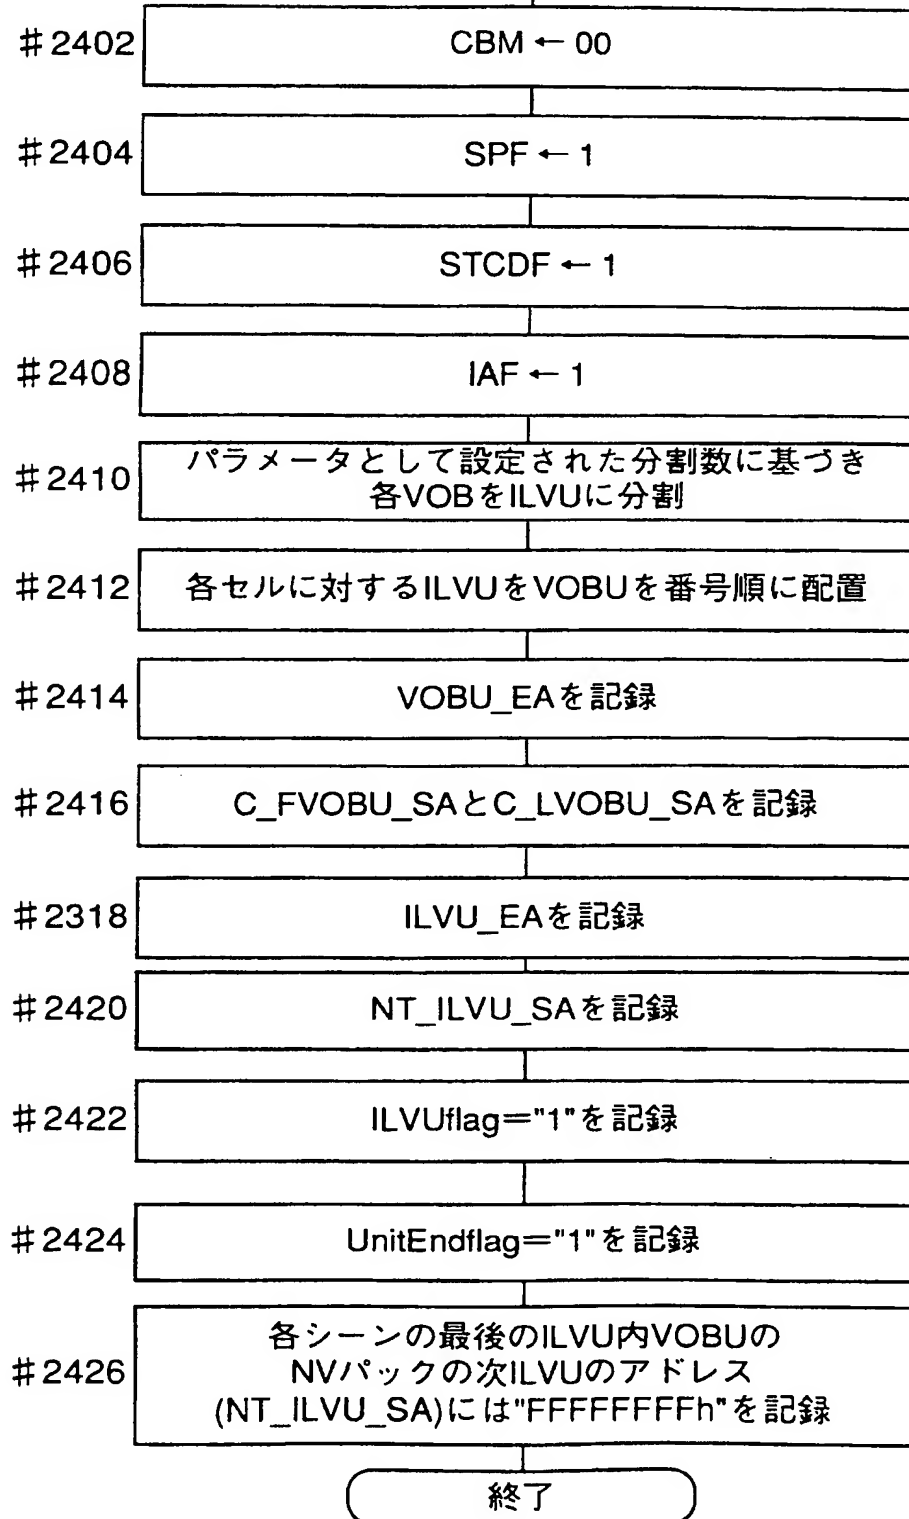 #2402 CBM ← 00
#2404 SPF ← 1
#2406 STCDF ← 1
#2408 IAF ← 1
#2410 パラメータとして設定された分割数に基づき
各VOBをILVUに分割
#2412 各セルに対するILVUをVOBUを番号順に配置
#2414 VOBU_EAを記録
#2416 C_FVOBU_SAとC_LVOBU_SAを記録
#2318 ILVU_EAを記録
#2420 NT_ILVU_SAを記録
#2422 ILVUflag="1"を記録
#2424 UnitEndflag="1"を記録
#2426 各シーンの最後のILVU内VOBUの
NVパックの次ILVUのアドレス
(NT_ILVU_SA)には"FFFFFFFFh"を記録
終了